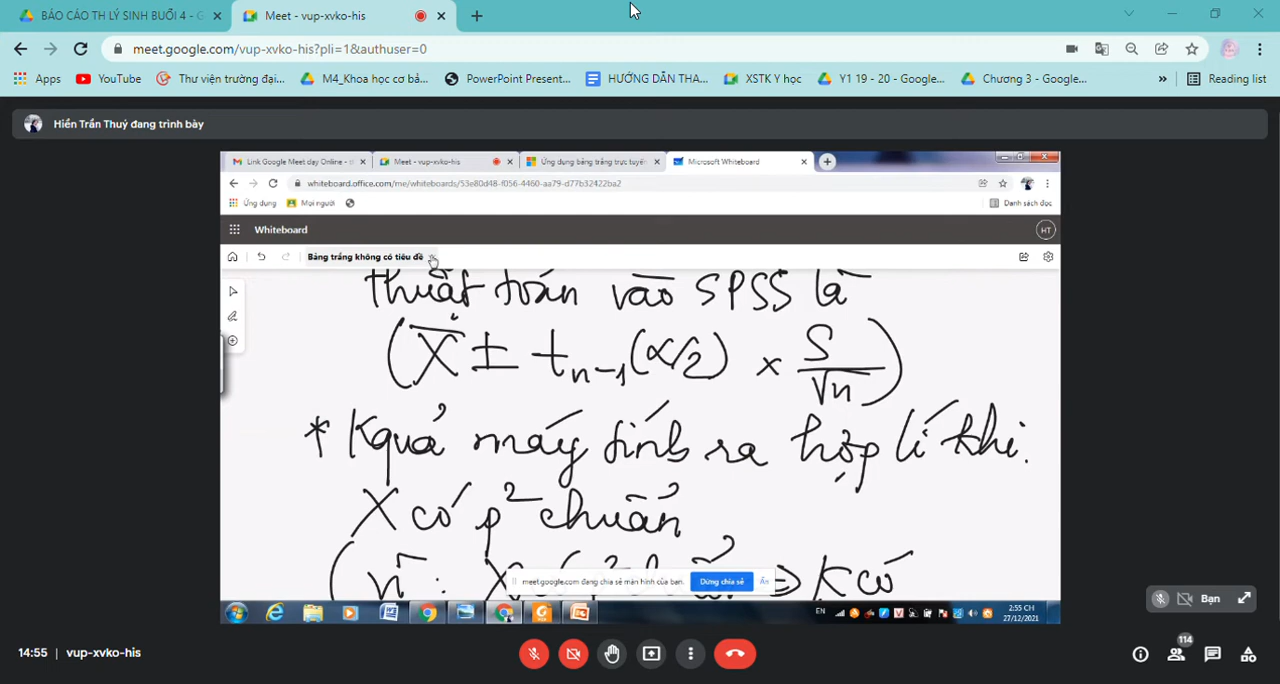 BÁO CÁO TH LÝ SINH BUỔI 4 - G
Meet - vup-xvko-his
meet.google.com/vup-xvko-his?pli=1&authuser=0
Apps
YouTube
Thư viện trường đại...
M4_Khoa học cơ bả...
PowerPoint Present...
HƯỚNG DẪN THA...
XSTK Y học
Y1 19 - 20 - Google...
Chương 3 - Google...
»
Reading list
Hiền Trần Thuý đang trình bày
Link Google Meet dạy Online - c
Meet - vup-xvko-his
Ứng dụng bảng trắng trực tuyến
Microsoft Whiteboard
whiteboard.office.com/me/whiteboards/53e80d48-f056-4460-aa79-d77b32422ba2
Ứng dụng
Mọi người
Danh sách đọc
Whiteboard
HT
Bảng trắng không có tiêu đề
thuật toán vào SPSS là
(X̅ ± tₙ₋₁(α/2) × S/√n)
* Kquả máy tính ra hợp lí khi.
X có p² chuẩn
(n : X có p² chuẩn ⇒ K có
meet.google.com đang chia sẻ màn hình của bạn.
Dừng chia sẻ
Ẩn
EN
2:55 CH
27/12/2021
Bạn
14:55 | vup-xvko-his
114